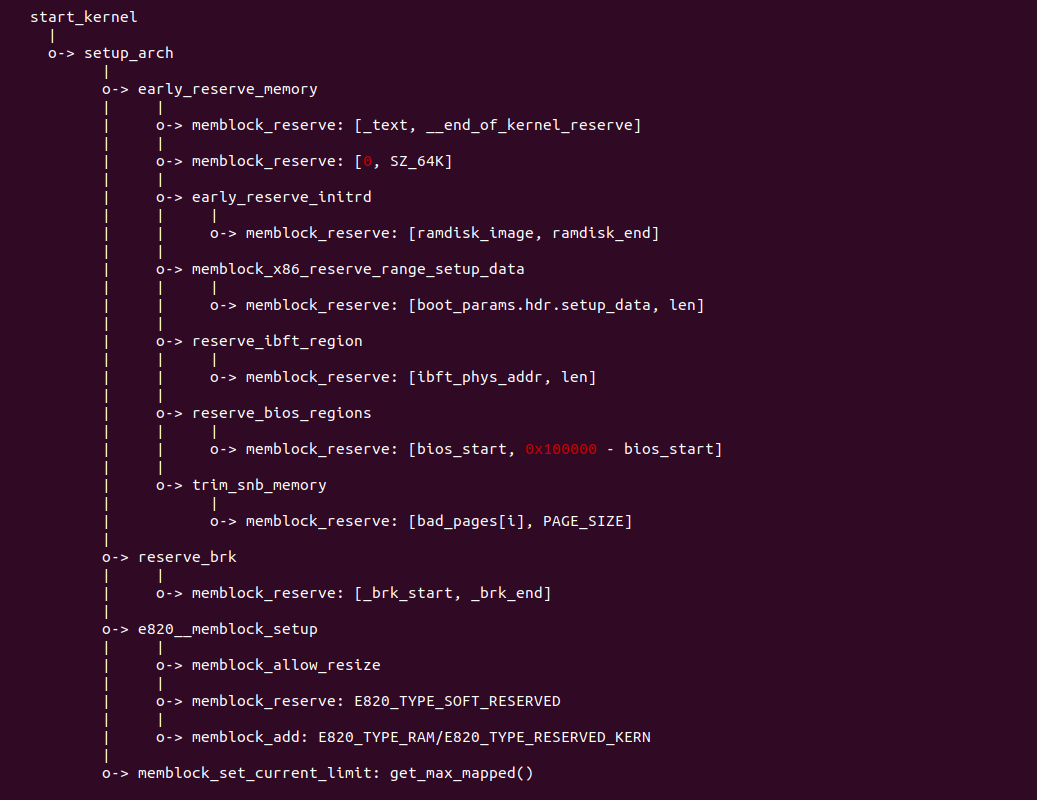 start_kernel
   |
  o-> setup_arch
         |
        o-> early_reserve_memory
         |     |
         |    o-> memblock_reserve: [_text, __end_of_kernel_reserve]
         |     |
         |    o-> memblock_reserve: [0, SZ_64K]
         |     |
         |    o-> early_reserve_initrd
         |     |     |
         |     |    o-> memblock_reserve: [ramdisk_image, ramdisk_end]
         |     |
         |    o-> memblock_x86_reserve_range_setup_data
         |     |     |
         |     |    o-> memblock_reserve: [boot_params.hdr.setup_data, len]
         |     |
         |    o-> reserve_ibft_region
         |     |     |
         |     |    o-> memblock_reserve: [ibft_phys_addr, len]
         |     |
         |    o-> reserve_bios_regions
         |     |     |
         |     |    o-> memblock_reserve: [bios_start, 0x100000 - bios_start]
         |     |
         |    o-> trim_snb_memory
         |           |
         |          o-> memblock_reserve: [bad_pages[i], PAGE_SIZE]
         |
        o-> reserve_brk
         |     |
         |    o-> memblock_reserve: [_brk_start, _brk_end]
         |
        o-> e820__memblock_setup
         |     |
         |    o-> memblock_allow_resize
         |     |
         |    o-> memblock_reserve: E820_TYPE_SOFT_RESERVED
         |     |
         |    o-> memblock_add: E820_TYPE_RAM/E820_TYPE_RESERVED_KERN
         |
        o-> memblock_set_current_limit: get_max_mapped()